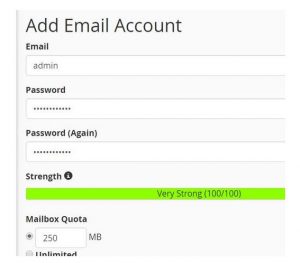 Add Email Account
Email
admin
Password
············
Password (Again)
············
Strength
Very Strong (100/100)
Mailbox Quota
250 MB
Unlimited